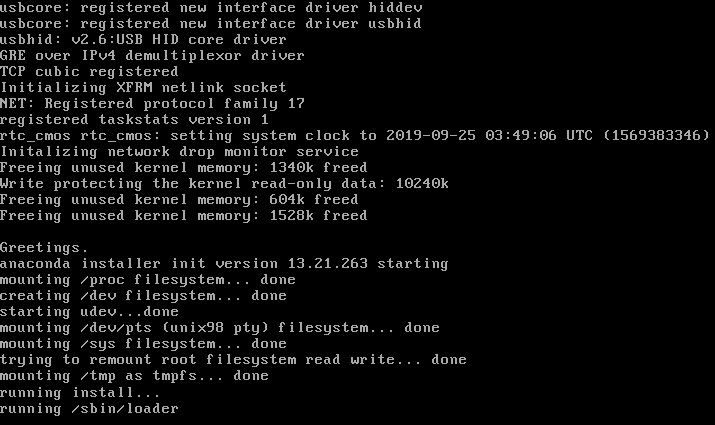 usbcore: registered new interface driver hiddev
usbcore: registered new interface driver usbhid
usbhid: v2.6:USB HID core driver
GRE over IPv4 demultiplexor driver
TCP cubic registered
Initializing XFRM netlink socket
NET: Registered protocol family 17
registered taskstats version 1
rtc_cmos rtc_cmos: setting system clock to 2019-09-25 03:49:06 UTC (1569383346)
Initalizing network drop monitor service
Freeing unused kernel memory: 1340k freed
Write protecting the kernel read-only data: 10240k
Freeing unused kernel memory: 604k freed
Freeing unused kernel memory: 1528k freed
Greetings.
anaconda installer init version 13.21.263 starting
mounting /proc filesystem... done
creating /dev filesystem... done
starting udev...done
mounting /dev/pts (unix98 pty) filesystem... done
mounting /sys filesystem... done
trying to remount root filesystem read write... done
mounting /tmp as tmpfs... done
running install...
running /sbin/loader